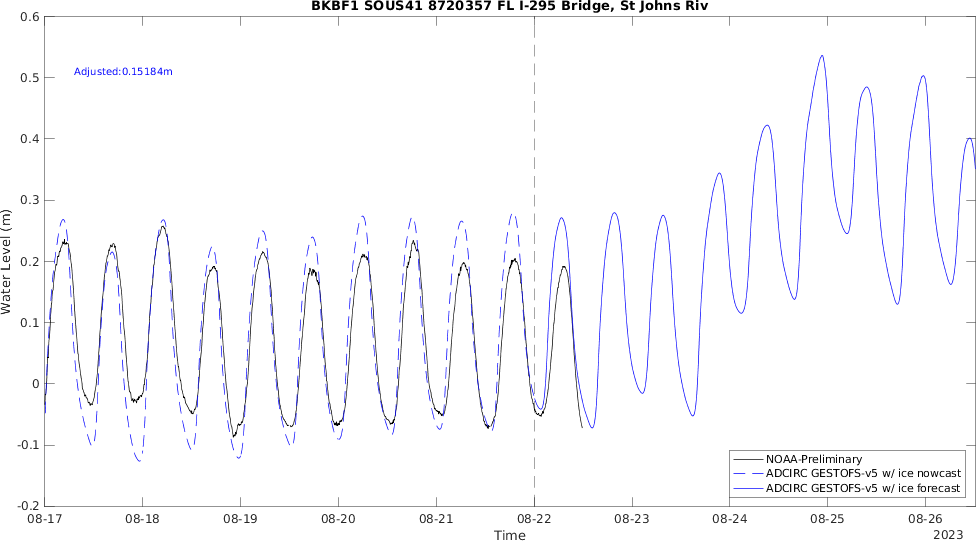 BKBF1 SOUS41 8720357 FL I-295 Bridge, St Johns Riv
0.6
0.5
0.4
0.3
0.2
0.1
0
-0.1
-0.2
Water Level (m)
Adjusted:0.15184m
NOAA-Preliminary
ADCIRC GESTOFS-v5 w/ ice nowcast
ADCIRC GESTOFS-v5 w/ ice forecast
08-17 08-18 08-19 08-20 08-21 08-22 08-23 08-24 08-25 08-26
Time
2023